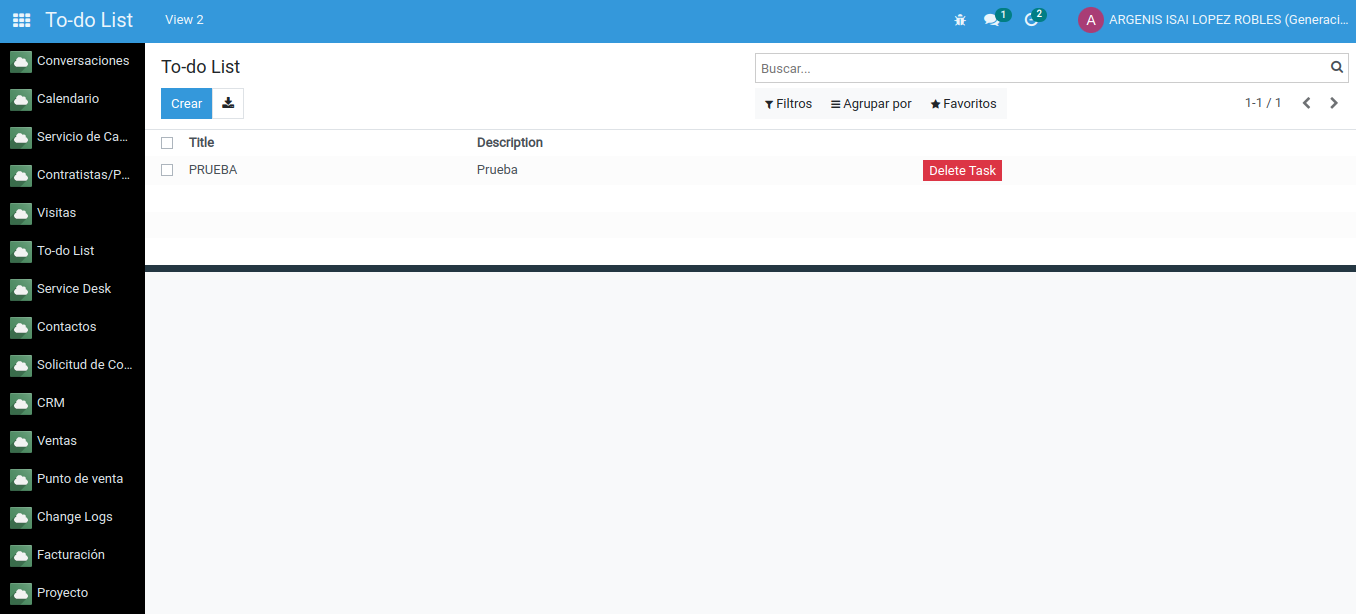 To-do List View 2 1 2 A ARGENIS ISAI LOPEZ ROBLES (Generaci...
Conversaciones
Calendario
Servicio de Ca...
Contratistas/P...
Visitas
To-do List
Service Desk
Contactos
Solicitud de Co...
CRM
Ventas
Punto de venta
Change Logs
Facturación
Proyecto
To-do List
Buscar...
Crear
Filtros Agrupar por Favoritos 1-1 / 1
Title Description
PRUEBA Prueba Delete Task